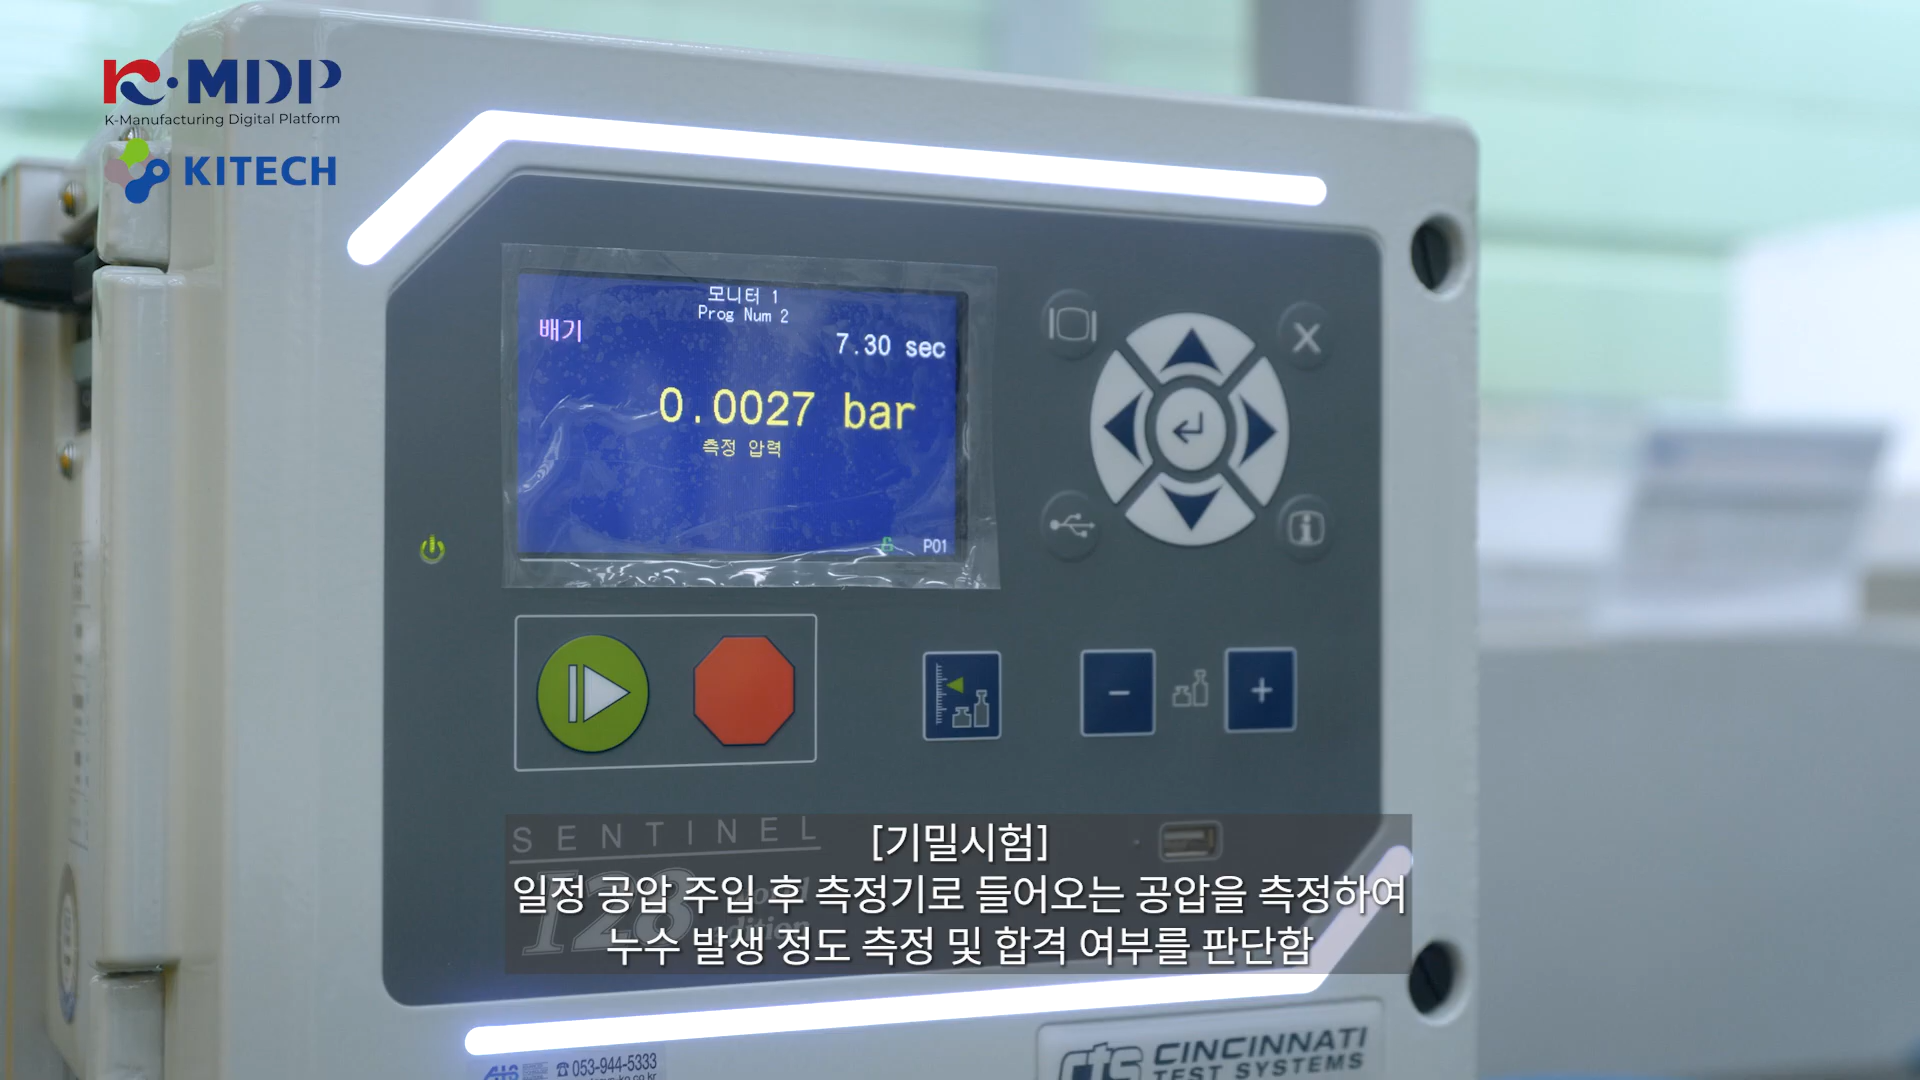 K·MDP
K-Manufacturing Digital Platform
KITECH
모니터 1
Prog Num 2
배기
7.30 sec
0.0027 bar
측정 압력
P01
SENTINEL
I28
[기밀시험]
일정 공압 주입 후 측정기로 들어오는 공압을 측정하여
누수 발생 정도 측정 및 합격 여부를 판단함
☎053-944-5333
cts CINCINNATI
TEST SYSTEMS